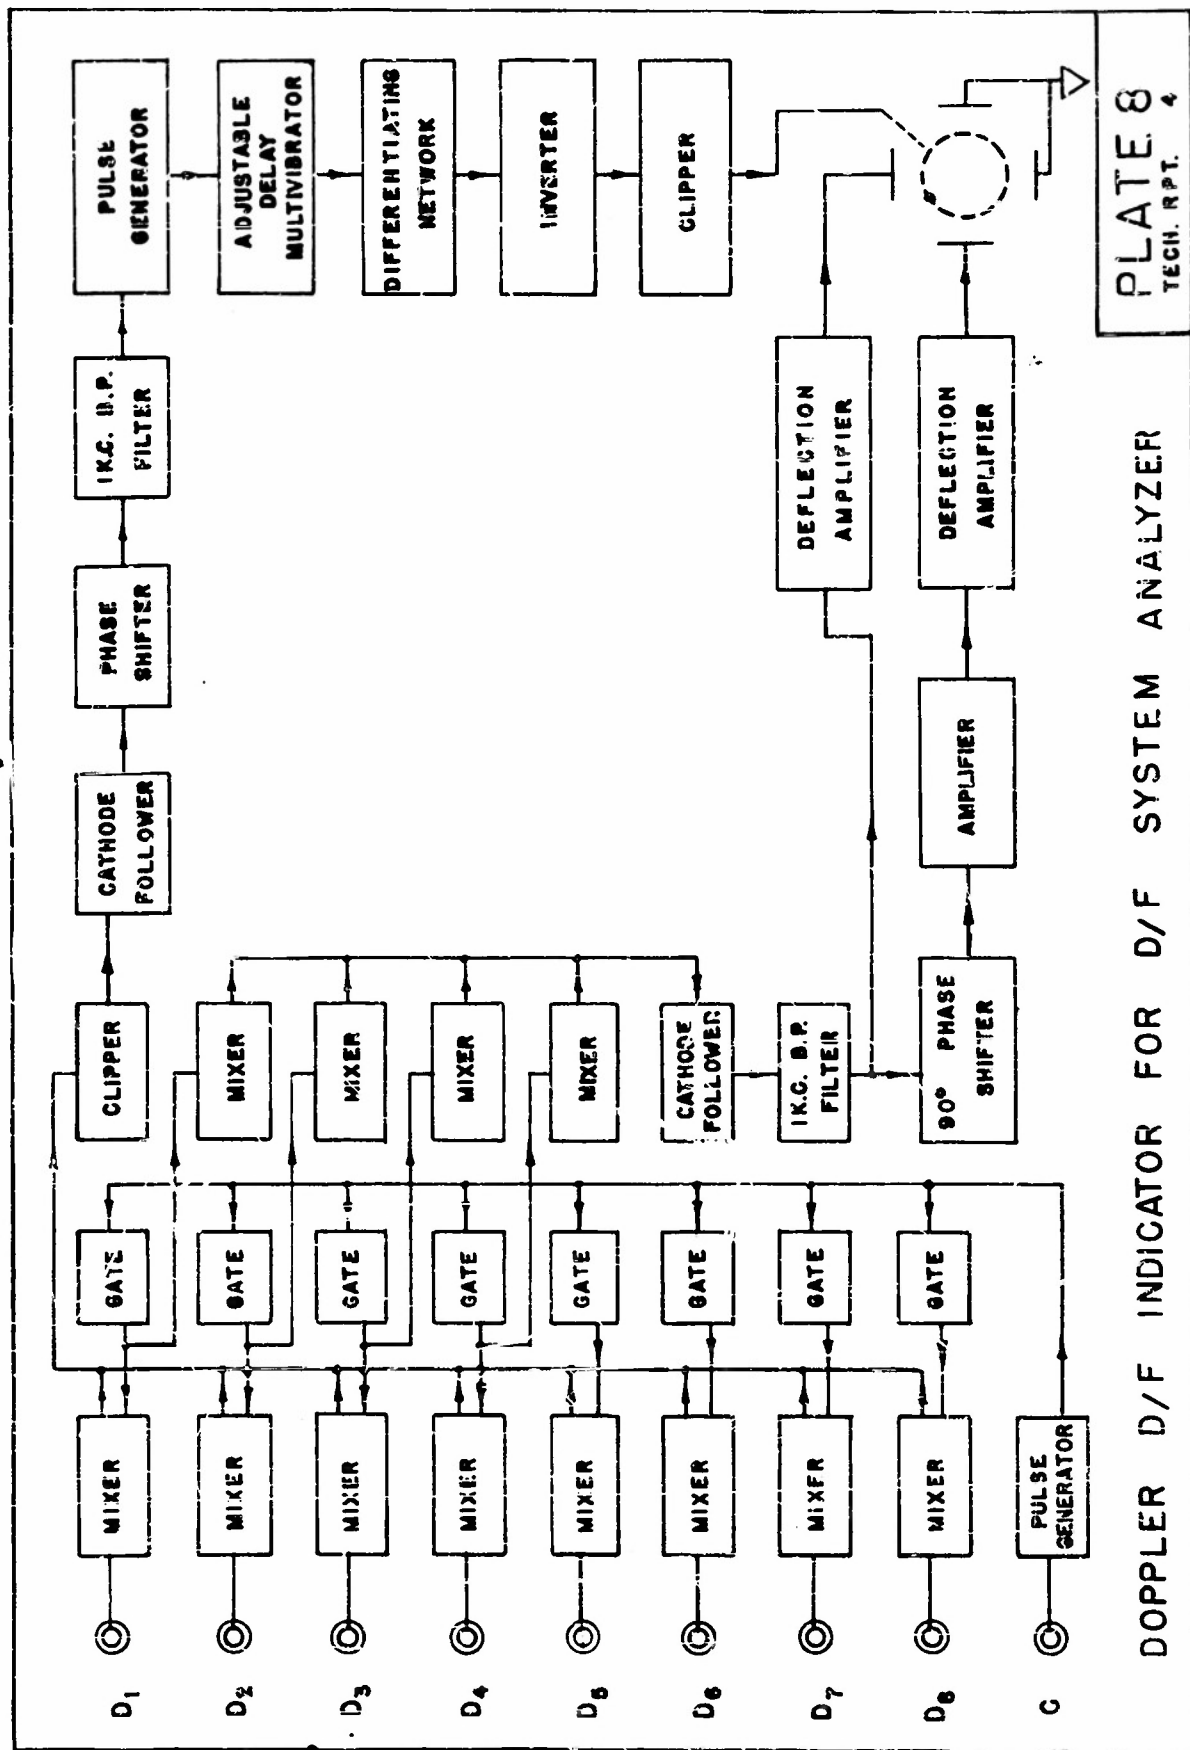 D1
D2
D3
D4
D5
D6
D7
D8
C
MIXER
MIXER
MIXER
MIXER
MIXER
MIXER
MIXER
MIXER
PULSE
GENERATOR
GATE
GATE
GATE
GATE
GATE
GATE
GATE
GATE
CLIPPER
MIXER
MIXER
MIXER
MIXER
CATHODE
FOLLOWER
1K.C. B.P.
FILTER
90° PHASE
SHIFTER
CATHODE
FOLLOWER
PHASE
SHIFTER
1K.C. B.P.
FILTER
AMPLIFIER
DEFLECTION
AMPLIFIER
DEFLECTION
AMPLIFIER
PULSE
GENERATOR
ADJUSTABLE
DELAY
MULTIVIBRATOR
DIFFERENTIATING
NETWORK
INVERTER
CLIPPER
DOPPLER D/F INDICATOR FOR D/F SYSTEM ANALYZER
PLATE 8
TECH. RPT. 4